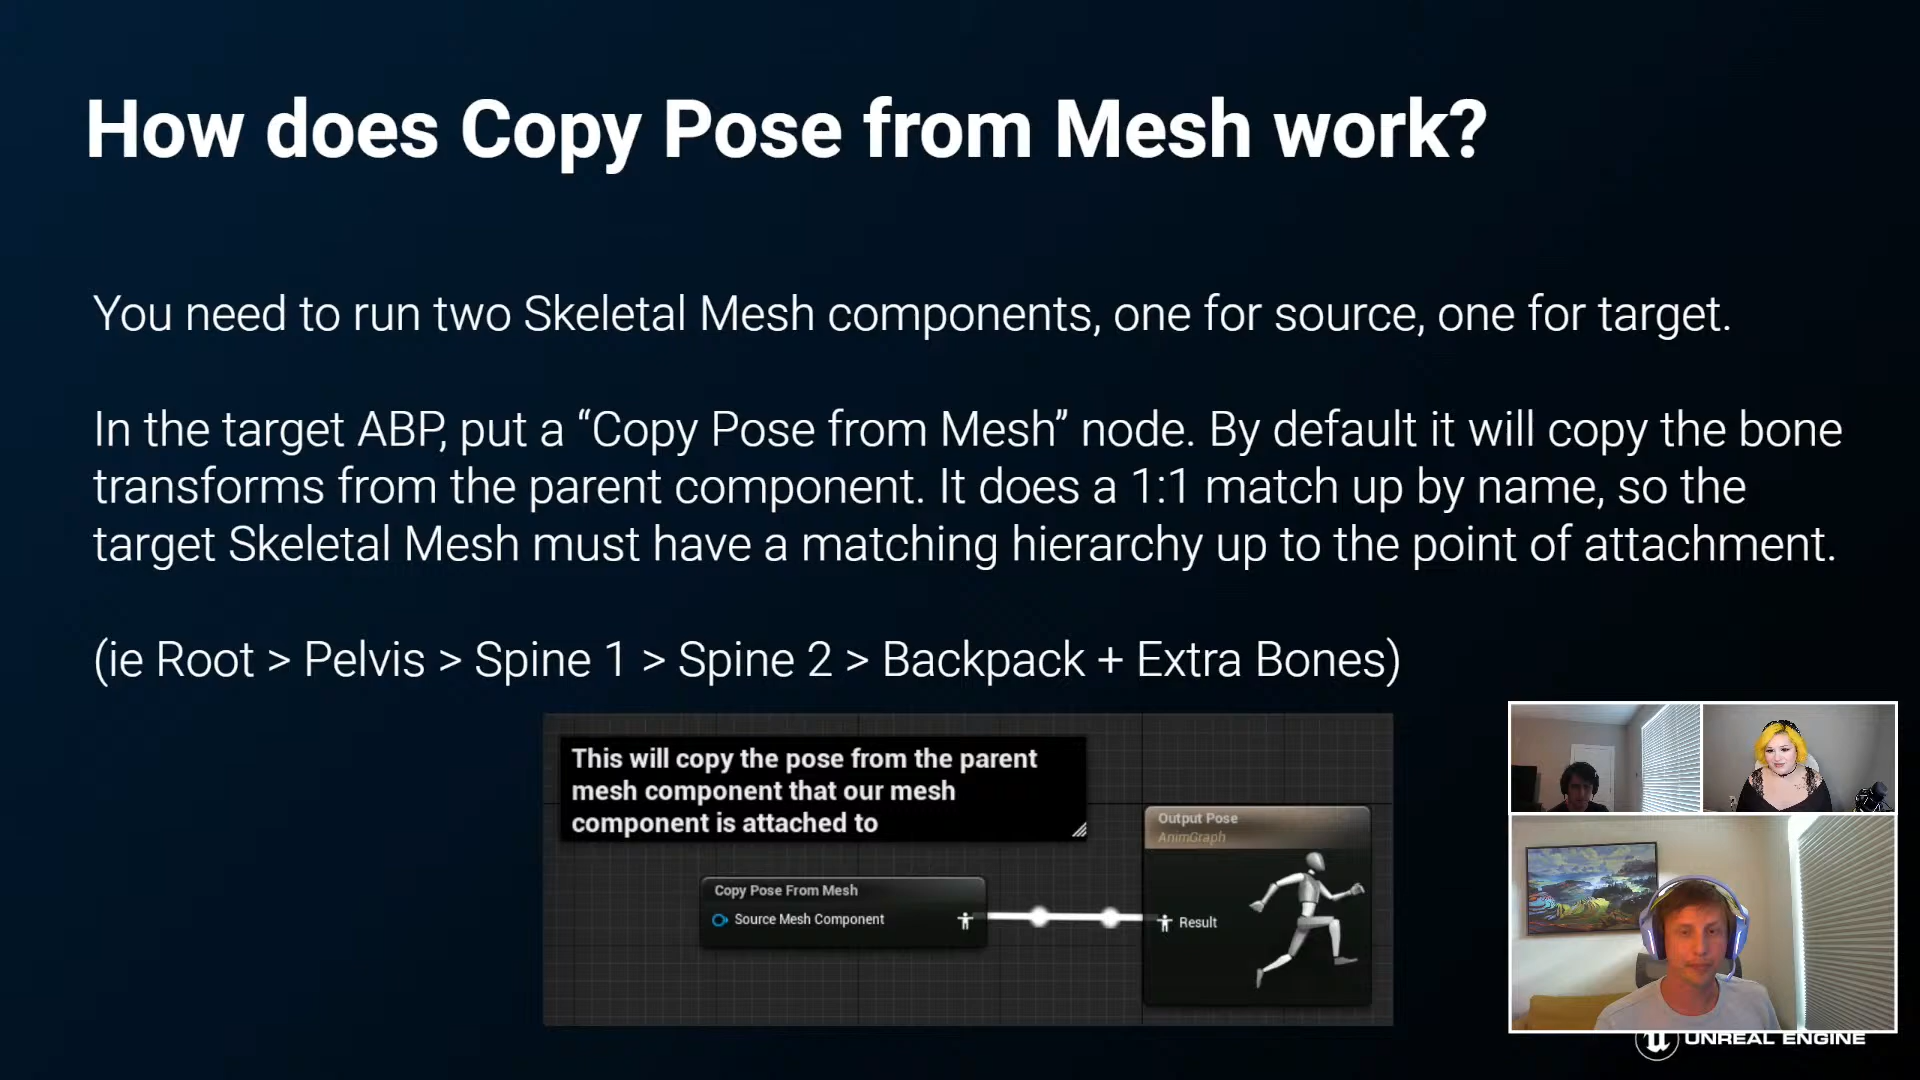 How does Copy Pose from Mesh work?
You need to run two Skeletal Mesh components, one for source, one for target.
In the target ABP, put a “Copy Pose from Mesh” node. By default it will copy the bone
transforms from the parent component. It does a 1:1 match up by name, so the
target Skeletal Mesh must have a matching hierarchy up to the point of attachment.
(ie Root > Pelvis > Spine 1 > Spine 2 > Backpack + Extra Bones)
This will copy the pose from the parent
mesh component that our mesh
component is attached to
Output Pose
AnimGraph
Copy Pose From Mesh
Source Mesh Component
Result
UNREAL ENGINE